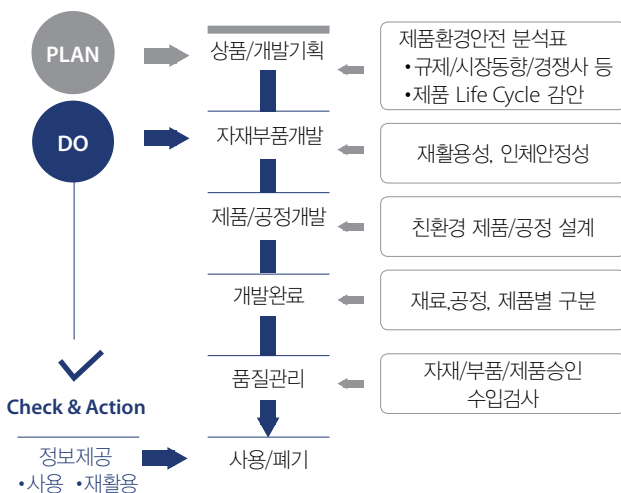 PLAN
상품/개발기획
제품환경안전 분석표
•규제/시장동향/경쟁사 등
•제품 Life Cycle 감안
DO
자재부품개발
재활용성, 인체안정성
제품/공정개발
친환경 제품/공정 설계
개발완료
재료,공정, 제품별 구분
품질관리
자재/부품/제품승인
수입검사
Check & Action
정보제공
•사용 •재활용
사용/폐기